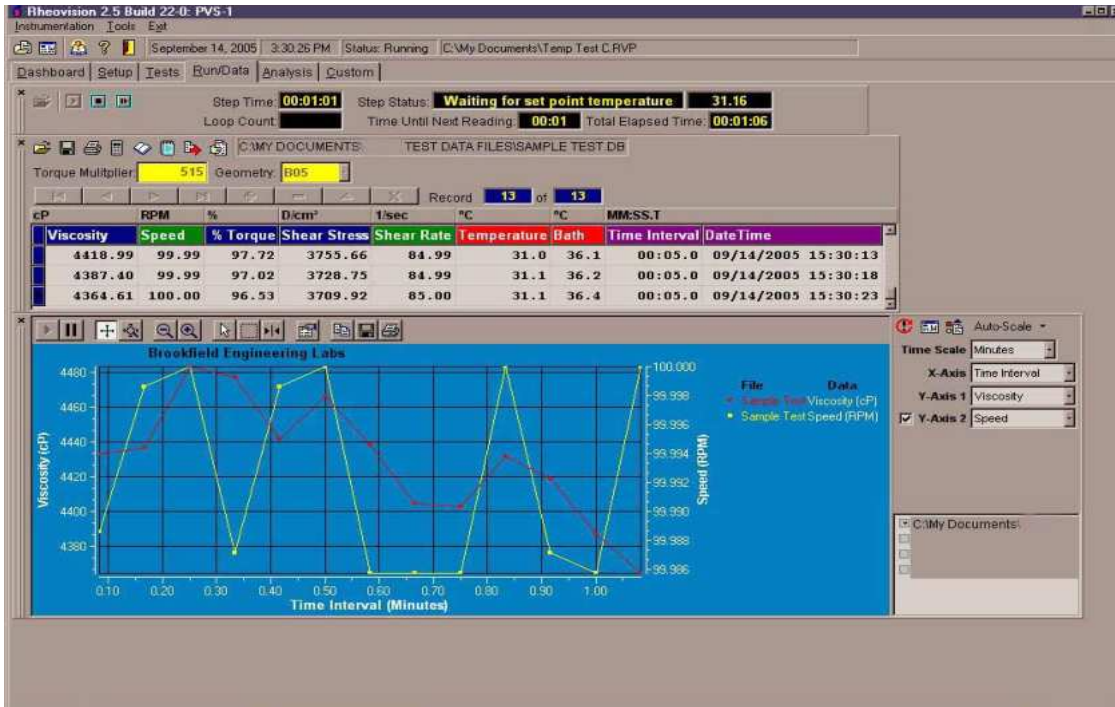 Rheovision 2.5 Build 22-0: PVS-1
Instrumentation Tools Exit
September 14, 2005 3:30:26 PM Status: Running C:\My Documents\Temp Test C.RVP
Dashboard Setup Tests Run/Data Analysis Custom
Step Time: 00:01:01 Step Status: Waiting for set point temperature 31.16
Loop Count: Time Until Next Reading: 00:01 Total Elapsed Time: 00:01:06
C:\MY DOCUMENTS\ TEST DATA FILES\SAMPLE TEST.DB
Torque Mulitplier: 515 Geometry: B05
Record 13 of 13
cP RPM % D/cm² 1/sec °C °C MM:SS.T
Viscosity Speed % Torque Shear Stress Shear Rate Temperature Bath Time Interval DateTime
4418.99 99.99 97.72 3755.66 84.99 31.0 36.1 00:05.0 09/14/2005 15:30:13
4387.40 99.99 97.02 3728.75 84.99 31.1 36.2 00:05.0 09/14/2005 15:30:18
4364.61 100.00 96.53 3709.92 85.00 31.1 36.4 00:05.0 09/14/2005 15:30:23
Auto-Scale
Time Scale Minutes
X-Axis Time Interval
Y-Axis 1 Viscosity
Y-Axis 2 Speed
C:\My Documents\
Brookfield Engineering Labs
File Data
Sample Test Viscosity (cP)
Sample Test Speed (RPM)
Viscosity (cP)
4480
4460
4440
4420
4400
4380
100.000
99.998
99.996
99.994
99.992
99.990
99.988
99.986
Speed (RPM)
0.10 0.20 0.30 0.40 0.50 0.60 0.70 0.80 0.90 1.00
Time Interval (Minutes)